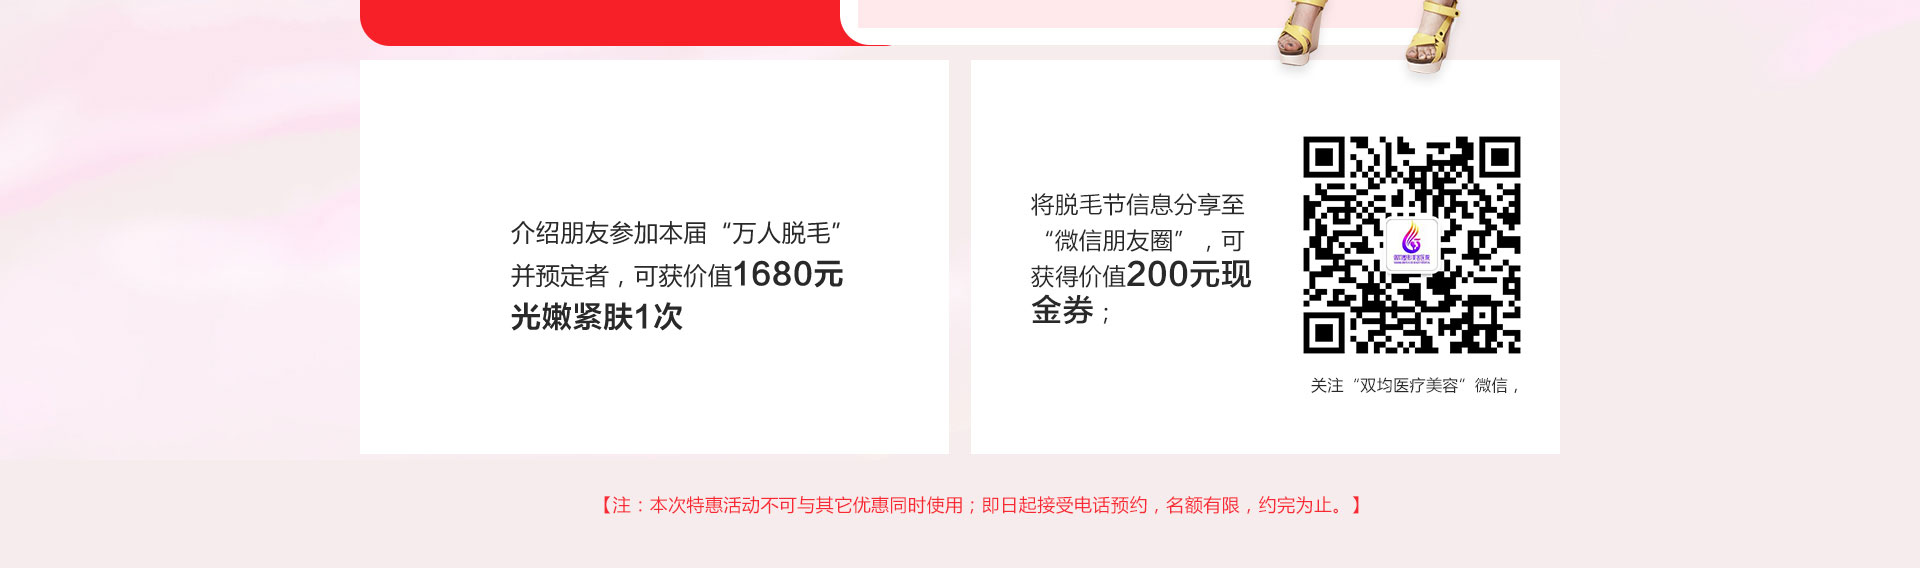 介绍朋友参加本届“万人脱毛”
并预定者，可获价值1680元
光嫩紧肤1次
将脱毛节信息分享至
“微信朋友圈”，可
获得价值200元现
金券；
关注“双均医疗美容”微信，
【注：本次特惠活动不可与其它优惠同时使用；即日起接受电话预约，名额有限，约完为止。】